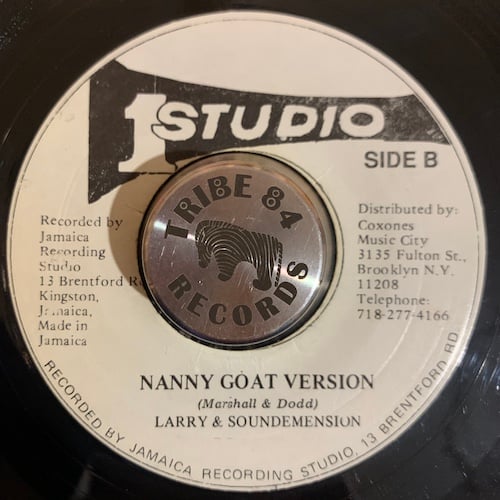 1 STUDIO
SIDE B
Recorded by
Jamaica
Recording
Studio
13 Brentford
Kingston,
Jamaica,
Made in
Jamaica
TRIBE 84
RECORDS
Distributed by:
Coxones
Music City
3135 Fulton St.,
Brooklyn N.Y.
11208
Telephone:
718-277-4166
NANNY GOAT VERSION
(Marshall & Dodd)
LARRY & SOUNDEMENSION
RECORDED BY JAMAICA RECORDING STUDIO, 13 BRENTFORD RD